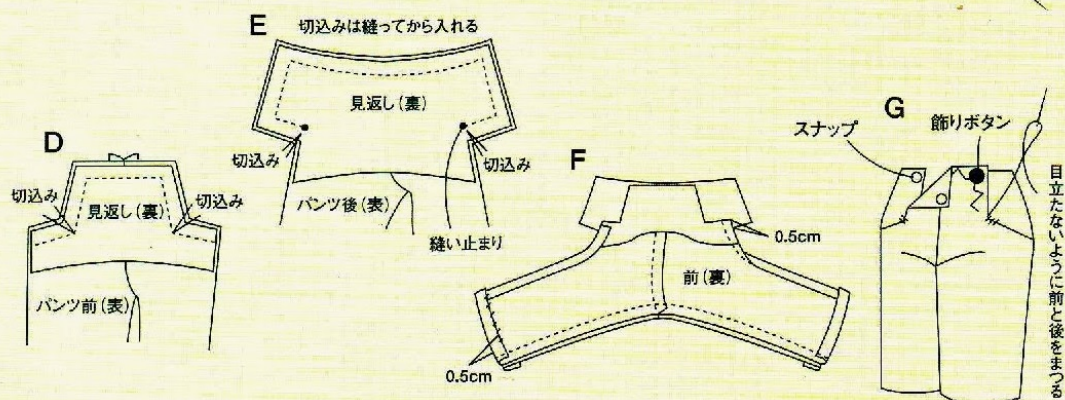 D
切込み
見返し(裏)
切込み
パンツ前(表)
E
切込みは縫ってから入れる
見返し(裏)
切込み
切込み
パンツ後(表)
縫い止まり
F
0.5cm
前(裏)
0.5cm
G
スナップ
飾りボタン
目立たないように前と後をまつる